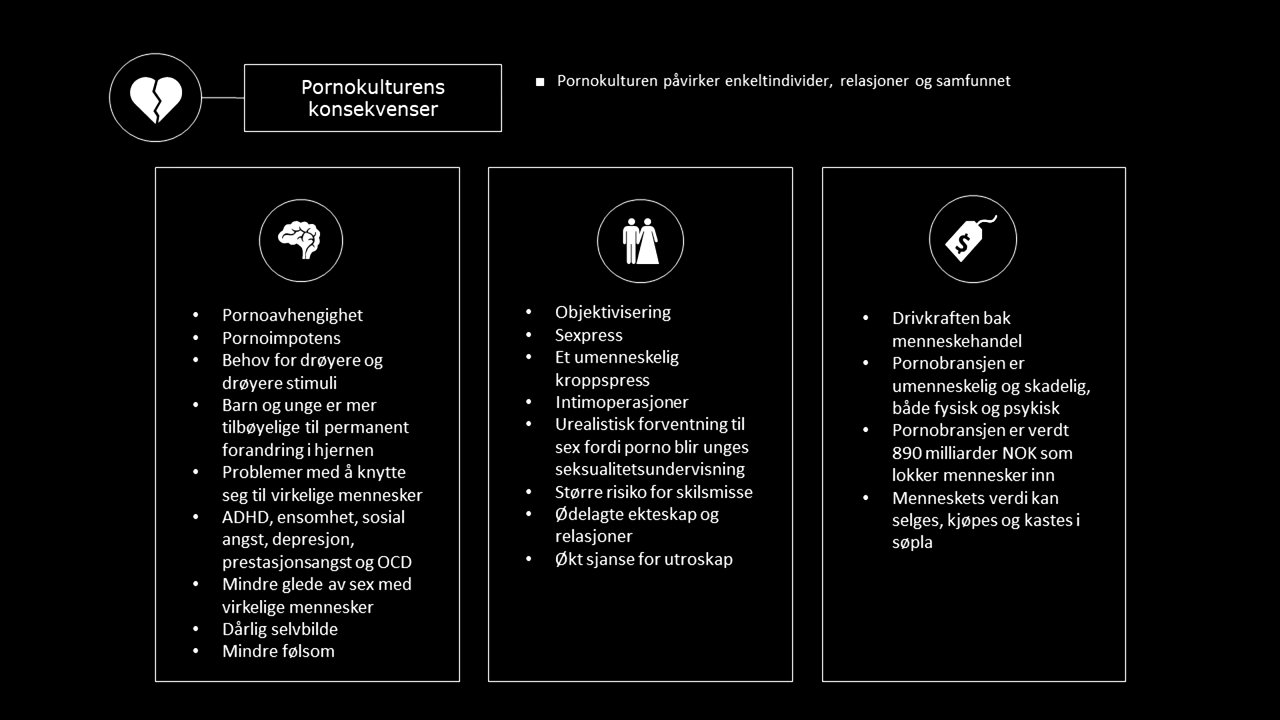 Pornokulturens
konsekvenser
▪ Pornokulturen påvirker enkeltindivider, relasjoner og samfunnet
• Pornoavhengighet
• Pornoimpotens
• Behov for drøyere og
drøyere stimuli
• Barn og unge er mer
tilbøyelige til permanent
forandring i hjernen
• Problemer med å knytte
seg til virkelige mennesker
• ADHD, ensomhet, sosial
angst, depresjon,
prestasjonsangst og OCD
• Mindre glede av sex med
virkelige mennesker
• Dårlig selvbilde
• Mindre følsom
• Objektivisering
• Sexpress
• Et umenneskelig
kroppspress
• Intimoperasjoner
• Urealistisk forventning til
sex fordi porno blir unges
seksualitetsundervisning
• Større risiko for skilsmisse
• Ødelagte ekteskap og
relasjoner
• Økt sjanse for utroskap
$
• Drivkraften bak
menneskehandel
• Pornobransjen er
umenneskelig og skadelig,
både fysisk og psykisk
• Pornobransjen er verdt
890 milliarder NOK som
lokker mennesker inn
• Menneskets verdi kan
selges, kjøpes og kastes i
søpla